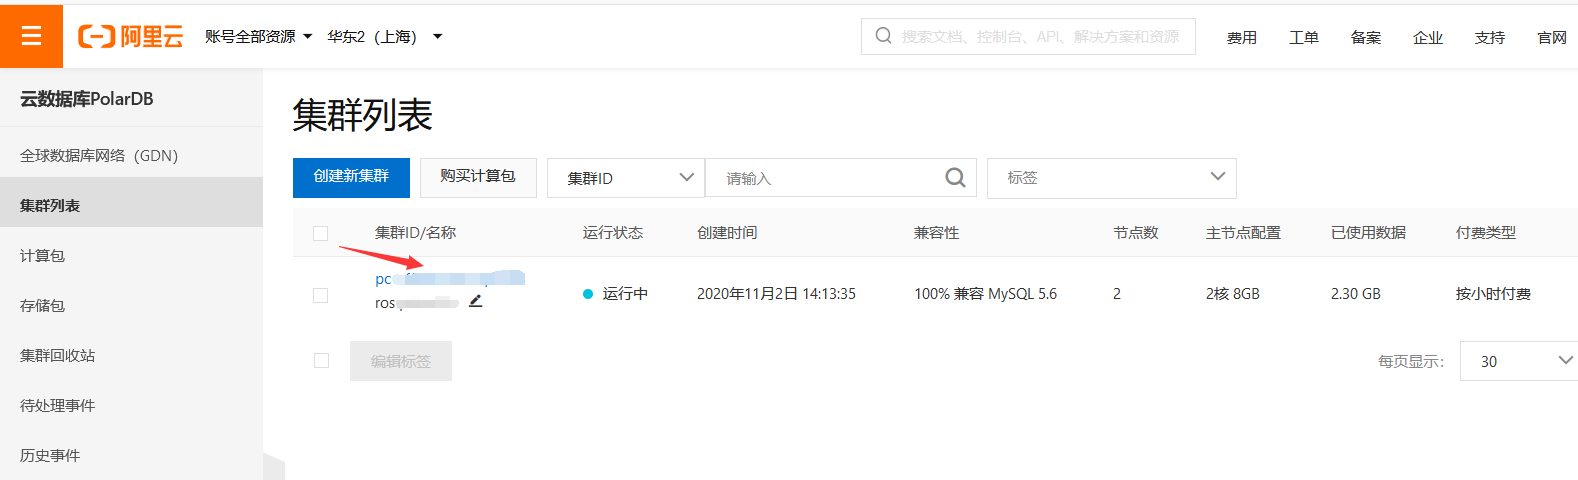 阿里云 账号全部资源 华东2（上海） 搜索文档、控制台、API、解决方案和资源 费用 工单 备案 企业 支持 官网
云数据库PolarDB
全球数据库网络（GDN）
集群列表
计算包
存储包
集群回收站
待处理事件
历史事件
集群列表
创建新集群 购买计算包 集群ID 请输入 标签
集群ID/名称 运行状态 创建时间 兼容性 节点数 主节点配置 已使用数据 付费类型
pc
ros
运行中 2020年11月2日 14:13:35 100% 兼容 MySQL 5.6 2 2核 8GB 2.30 GB 按小时付费
编辑标签 每页显示： 30